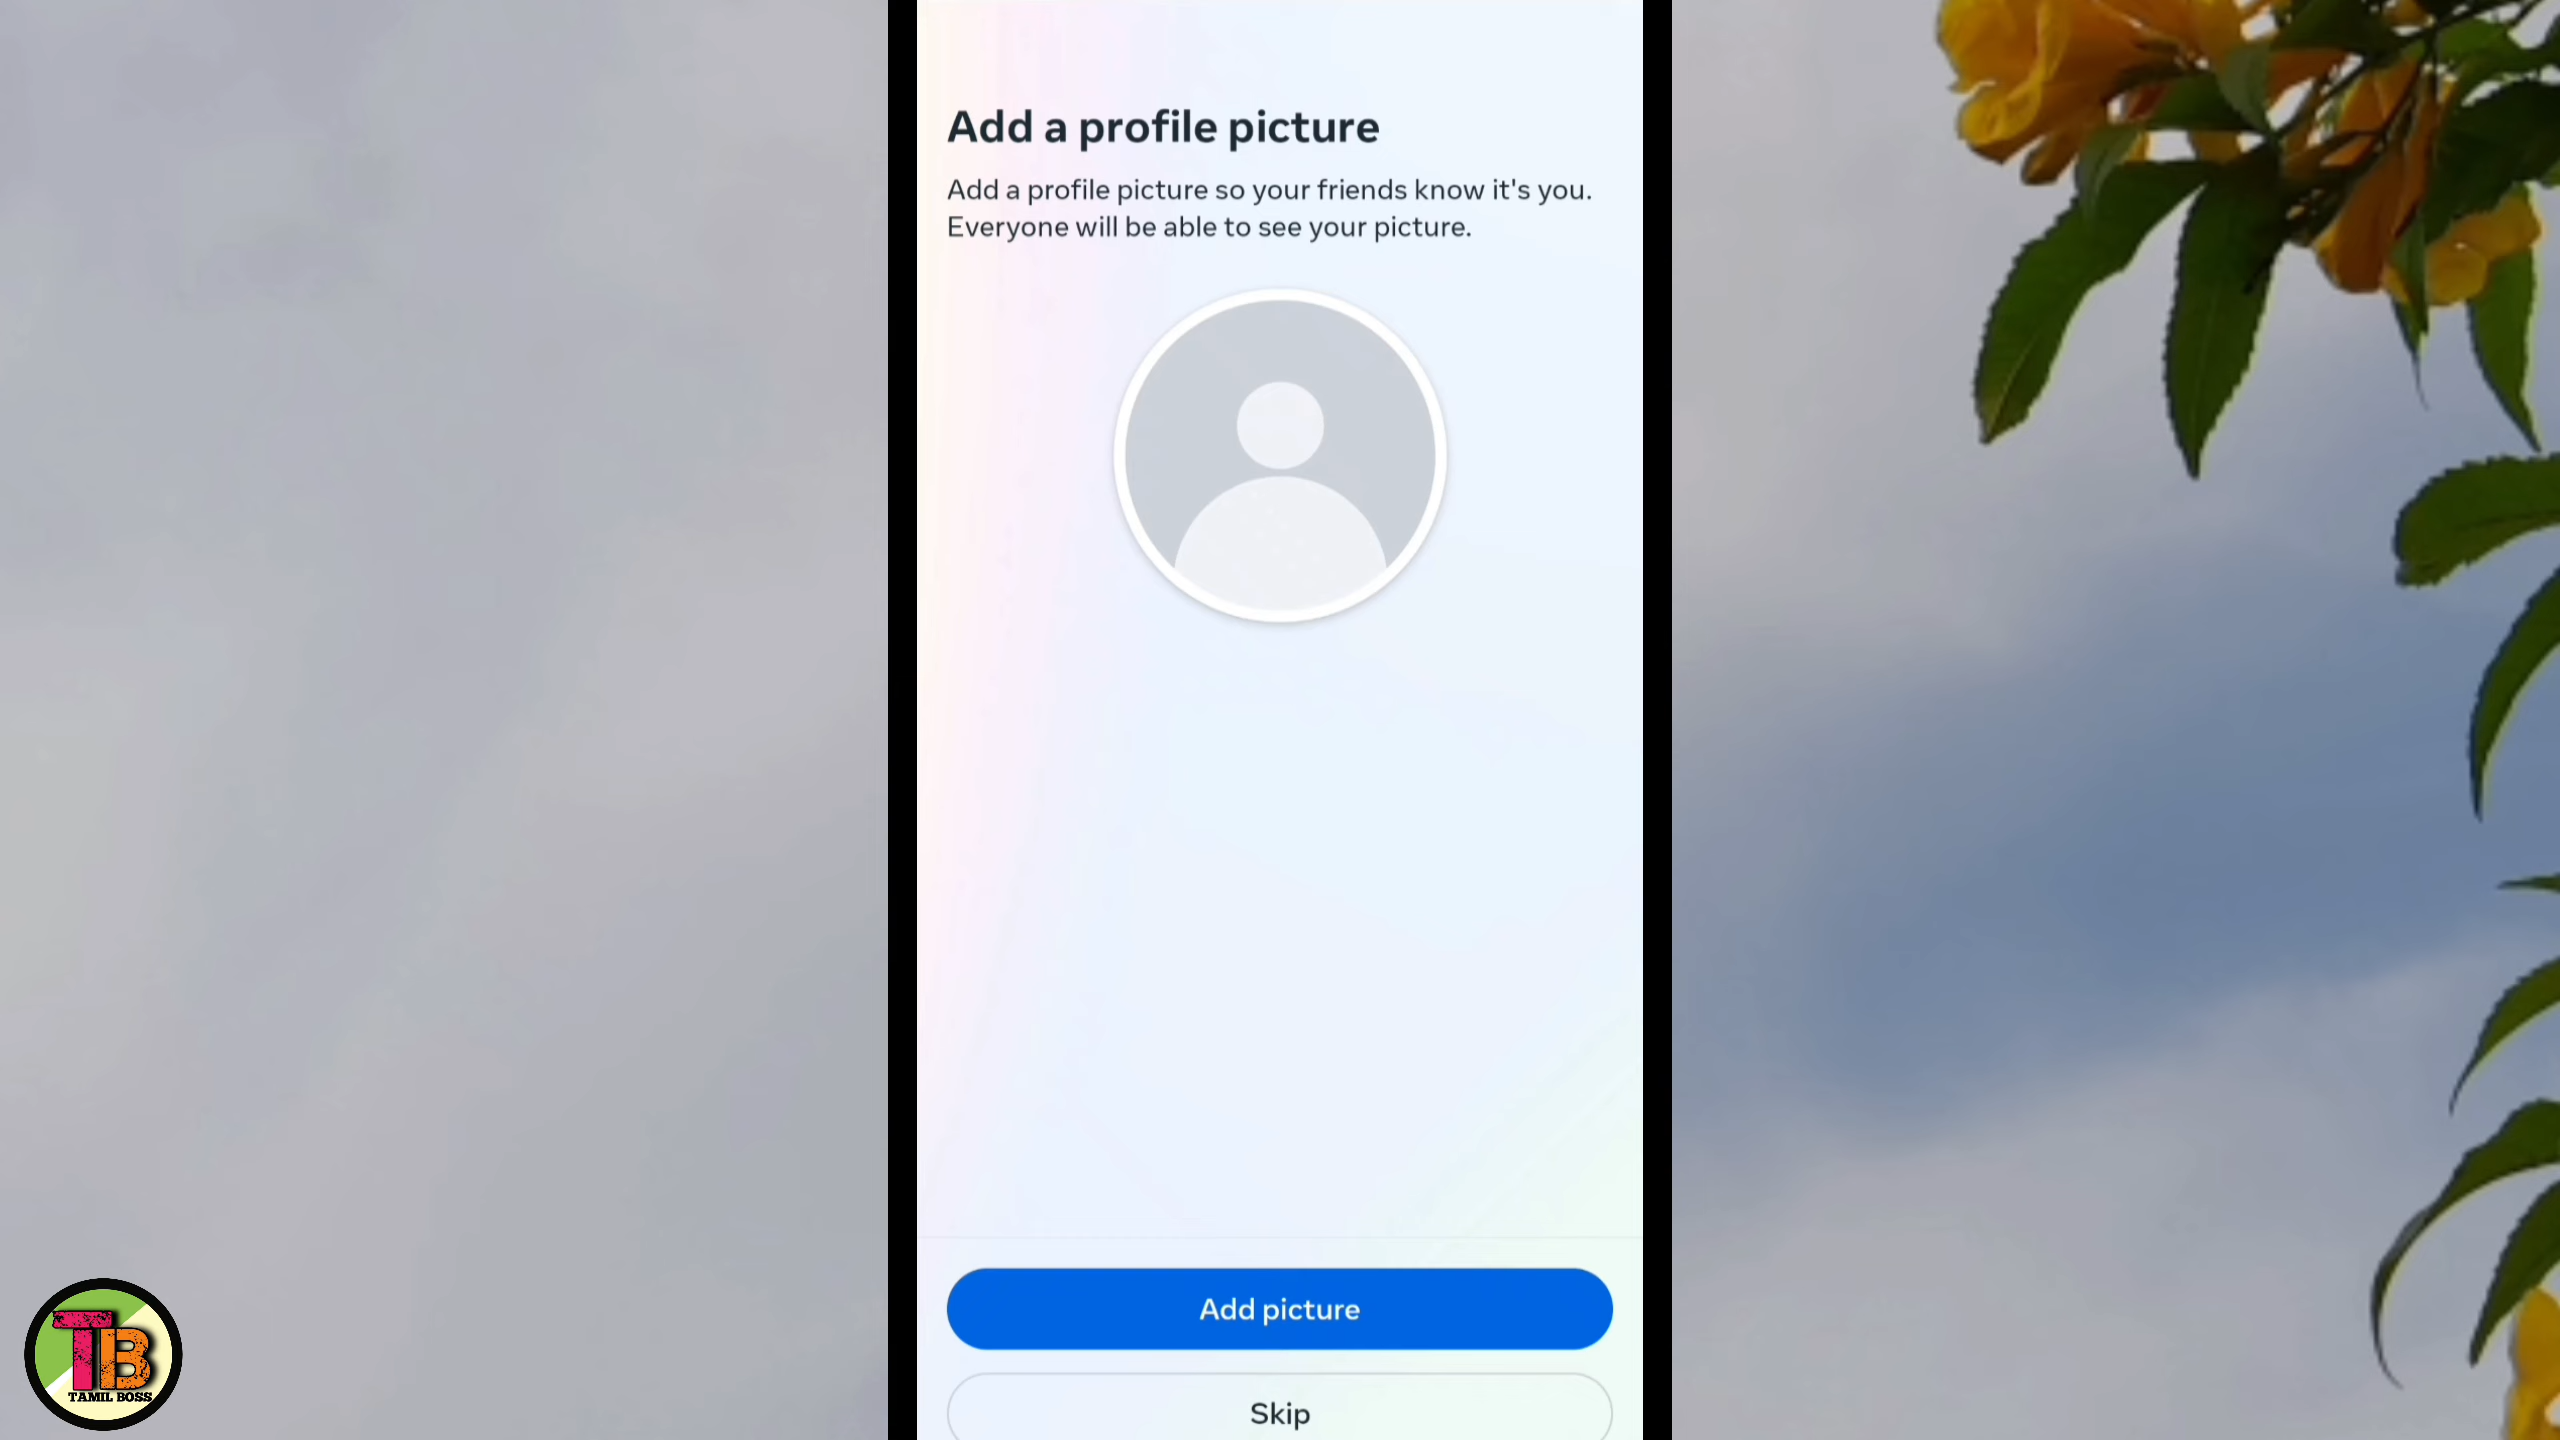 Add a profile picture
Add a profile picture so your friends know it's you.
Everyone will be able to see your picture.
Add picture
Skip
TB
TAMIL BOSS